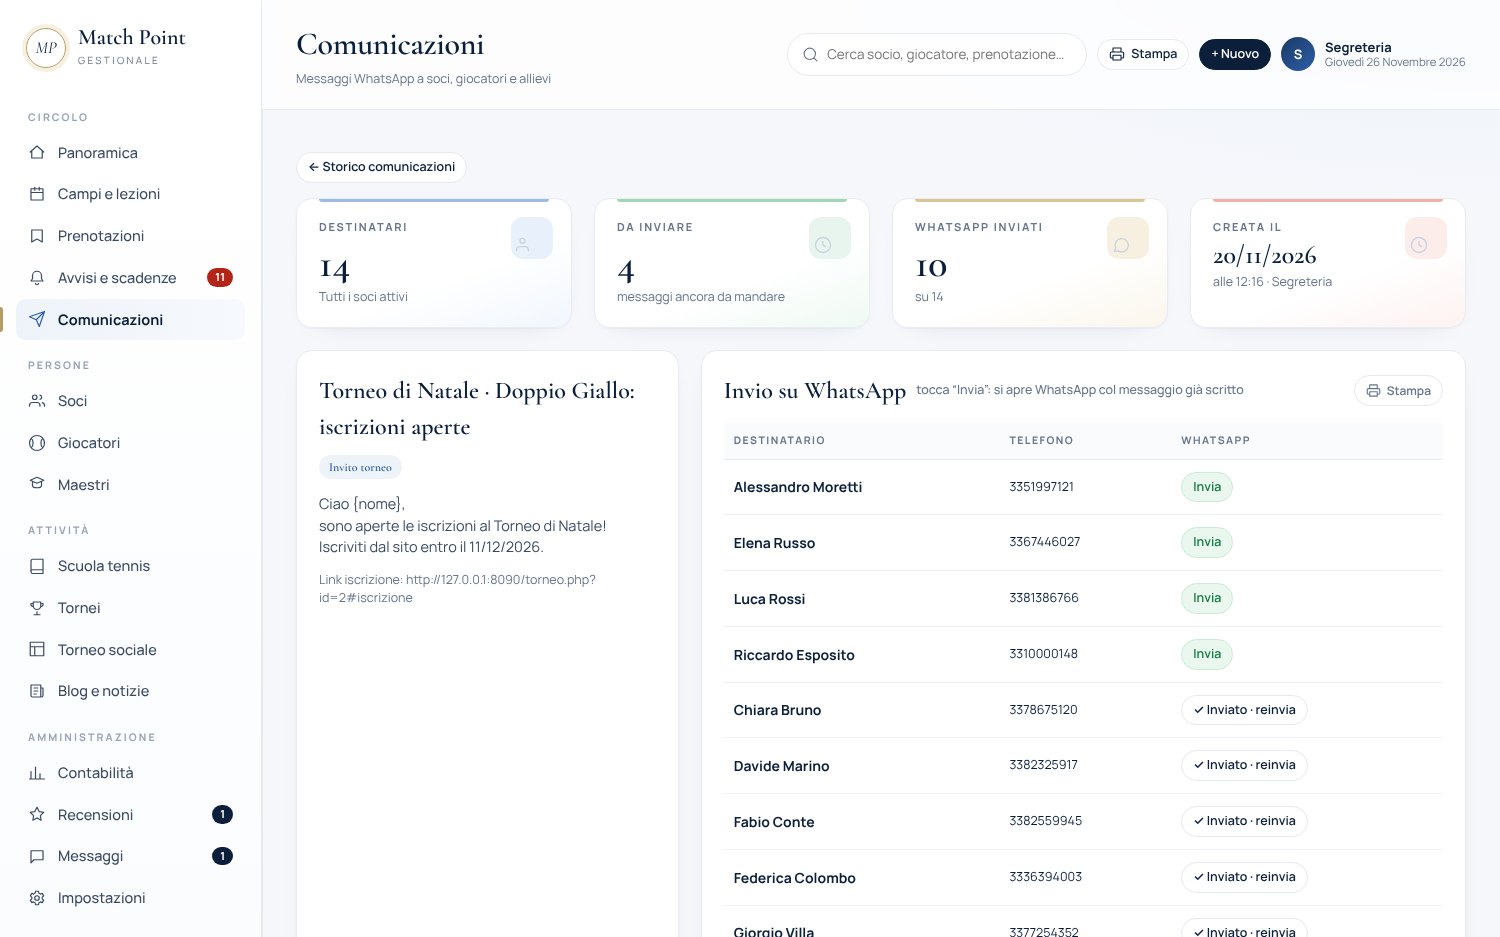 MP
Match Point
GESTIONALE
CIRCOLO
Panoramica
Campi e lezioni
Prenotazioni
Avvisi e scadenze 11
Comunicazioni
PERSONE
Soci
Giocatori
Maestri
ATTIVITÀ
Scuola tennis
Tornei
Torneo sociale
Blog e notizie
AMMINISTRAZIONE
Contabilità
Recensioni 1
Messaggi 1
Impostazioni
Comunicazioni
Messaggi WhatsApp a soci, giocatori e allievi
Cerca socio, giocatore, prenotazione...
Stampa
+ Nuovo
S
Segreteria
Giovedì 26 Novembre 2026
← Storico comunicazioni
DESTINATARI
14
Tutti i soci attivi
DA INVIARE
4
messaggi ancora da mandare
WHATSAPP INVIATI
10
su 14
CREATA IL
20/11/2026
alle 12:16 · Segreteria
Torneo di Natale · Doppio Giallo:
iscrizioni aperte
Invito torneo
Ciao {nome},
sono aperte le iscrizioni al Torneo di Natale!
Iscriviti dal sito entro il 11/12/2026.
Link iscrizione: http://127.0.0.1:8090/torneo.php?
id=2#iscrizione
Invio su WhatsApp tocca “Invia”: si apre WhatsApp col messaggio già scritto
Stampa
DESTINATARIO TELEFONO WHATSAPP
Alessandro Moretti 3351997121 Invia
Elena Russo 3367446027 Invia
Luca Rossi 3381386766 Invia
Riccardo Esposito 3310000148 Invia
Chiara Bruno 3378675120 ✓ Inviato · reinvia
Davide Marino 3382325917 ✓ Inviato · reinvia
Fabio Conte 3382559945 ✓ Inviato · reinvia
Federica Colombo 3336394003 ✓ Inviato · reinvia
Giorgio Villa 3377254352 ✓ Inviato · reinvia